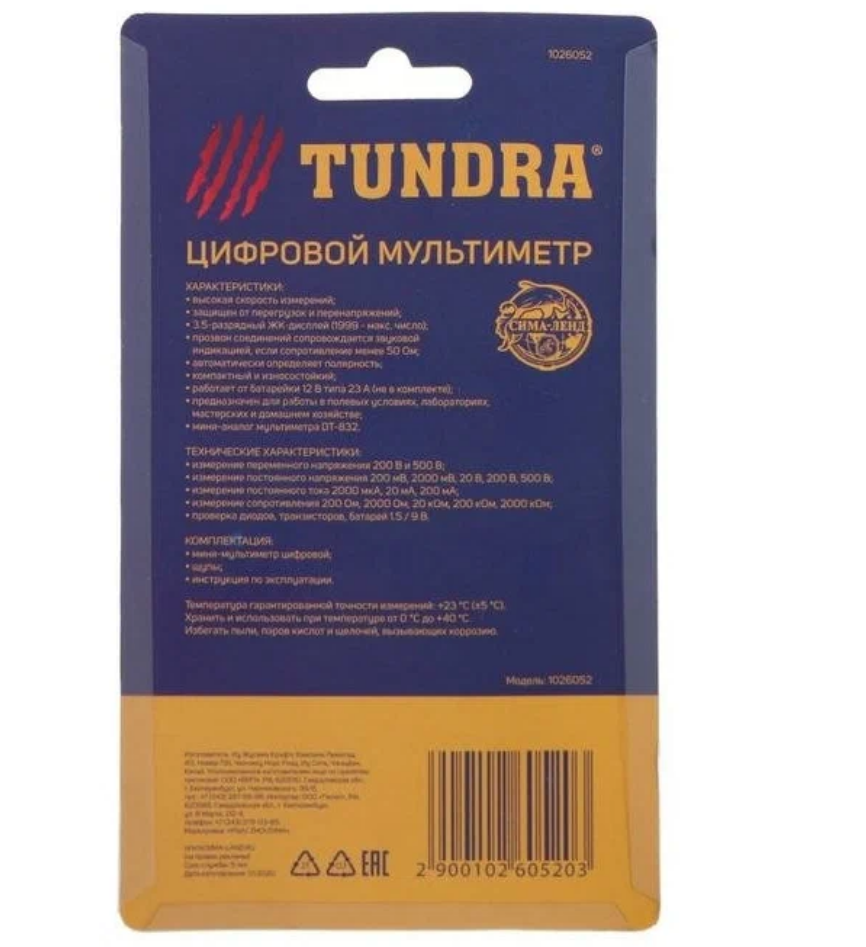 1026052
TUNDRA®
ЦИФРОВОЙ МУЛЬТИМЕТР
ХАРАКТЕРИСТИКИ:
• высокая скорость измерений;
• защищен от перегрузок и перенапряжений;
• 3.5-разрядный ЖК-дисплей (1999 - макс. число);
• прозвон соединений сопровождается звуковой
индикацией, если сопротивление менее 50 Ом;
• автоматически определяет полярность;
• компактный и износостойкий;
• работает от батарейки 12 В типа 23 А (не в комплекте);
• предназначен для работы в полевых условиях, лабораториях,
мастерских и домашнем хозяйстве;
• мини-аналог мультиметра DT-832.
СИМА-ЛЕНД
ТЕХНИЧЕСКИЕ ХАРАКТЕРИСТИКИ:
• измерение переменного напряжения 200 В и 500 В;
• измерение постоянного напряжения 200 мВ, 2000 мВ, 20 В, 200 В, 500 В;
• измерение постоянного тока 2000 мкА, 20 мА, 200 мА;
• измерение сопротивления 200 Ом, 2000 Ом, 20 кОм, 200 кОм, 2000 кОм;
• проверка диодов, транзисторов, батарей 1.5 / 9 В.
КОМПЛЕКТАЦИЯ:
• мини-мультиметр цифровой;
• щупы;
• инструкция по эксплуатации.
Температура гарантированной точности измерений: +23 °C (±5 °C).
Хранить и использовать при температуре от 0 °C до +40 °C.
Избегать пыли, паров кислот и щелочей, вызывающих коррозию.
Модель: 1026052
г. Екатеринбург, ул. Черняховского,
EAC
2 900102 605203